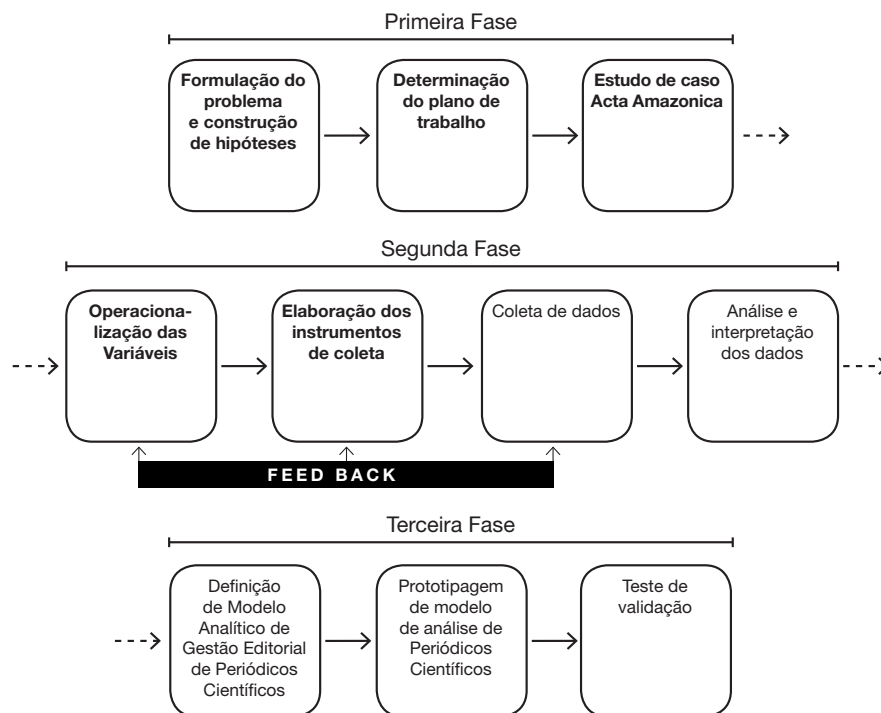 Primeira Fase
Formulação do
problema
e construção
de hipóteses
Determinação
do plano de
trabalho
Estudo de caso
Acta Amazonica
Segunda Fase
Operaciona-
lização das
Variáveis
Elaboração dos
instrumentos
de coleta
Coleta de dados
Análise e
interpretação
dos dados
FEED BACK
Terceira Fase
Definição
de Modelo
Analítico de
Gestão Editorial
de Periódicos
Científicos
Prototipagem
de modelo
de análise de
Periódicos
Científicos
Teste de
validação